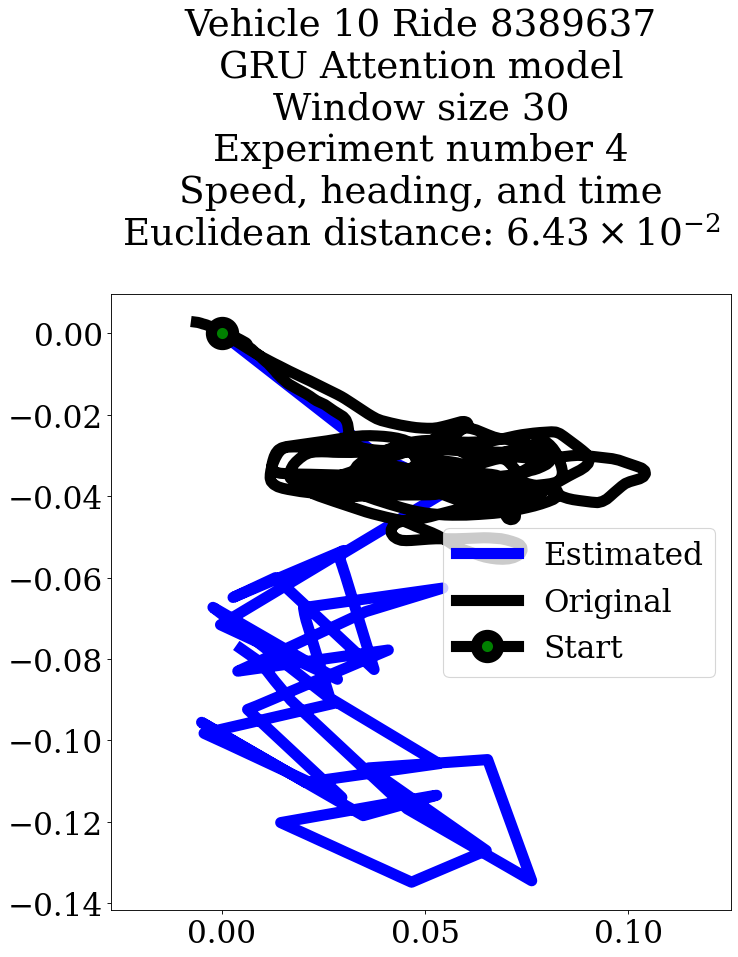 Vehicle 10 Ride 8389637
GRU Attention model
Window size 30
Experiment number 4
Speed, heading, and time
Euclidean distance: 6.43 × 10⁻²
0.00
−0.02
−0.04
−0.06
−0.08
−0.10
−0.12
−0.14
Estimated
Original
Start
0.00 0.05 0.10